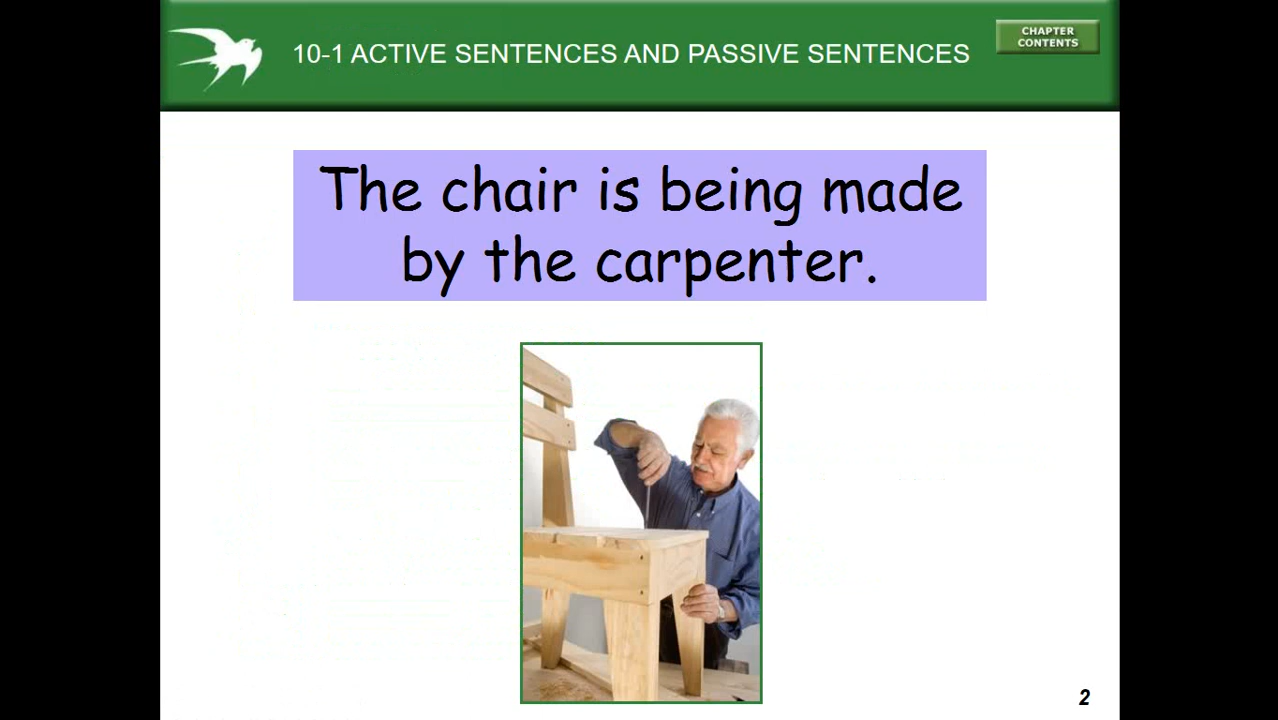 10-1 ACTIVE SENTENCES AND PASSIVE SENTENCES
CHAPTER
CONTENTS
The chair is being made
by the carpenter.
2